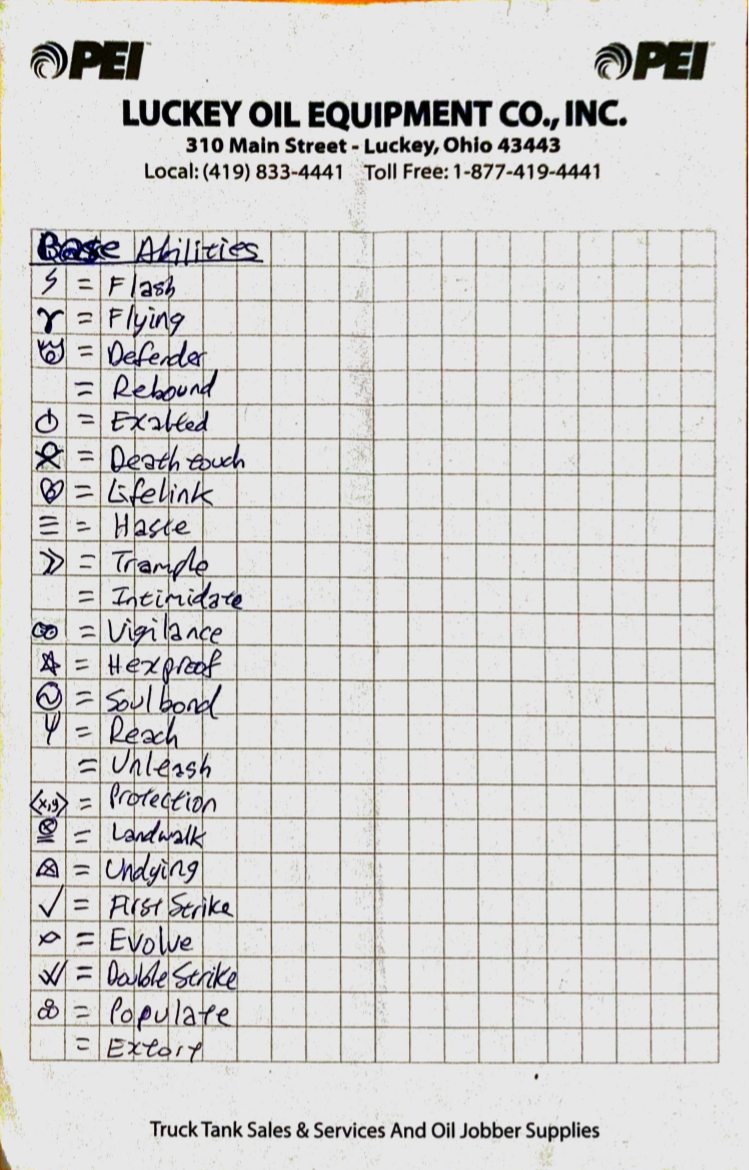 PEI PEI
LUCKEY OIL EQUIPMENT CO., INC.
310 Main Street - Luckey, Ohio 43443
Local: (419) 833-4441 Toll Free: 1-877-419-4441
Base Abilities
= Flash
= Flying
= Defender
= Rebound
= Exalted
= Deathtouch
= Lifelink
= Haste
= Trample
= Intimidate
= Vigilance
= Hexproof
= Soulbond
= Reach
= Unleash
<x,y> = Protection
= Landwalk
= Undying
✓ = First Strike
= Evolve
= Double Strike
= Populate
= Extort
Truck Tank Sales & Services And Oil Jobber Supplies